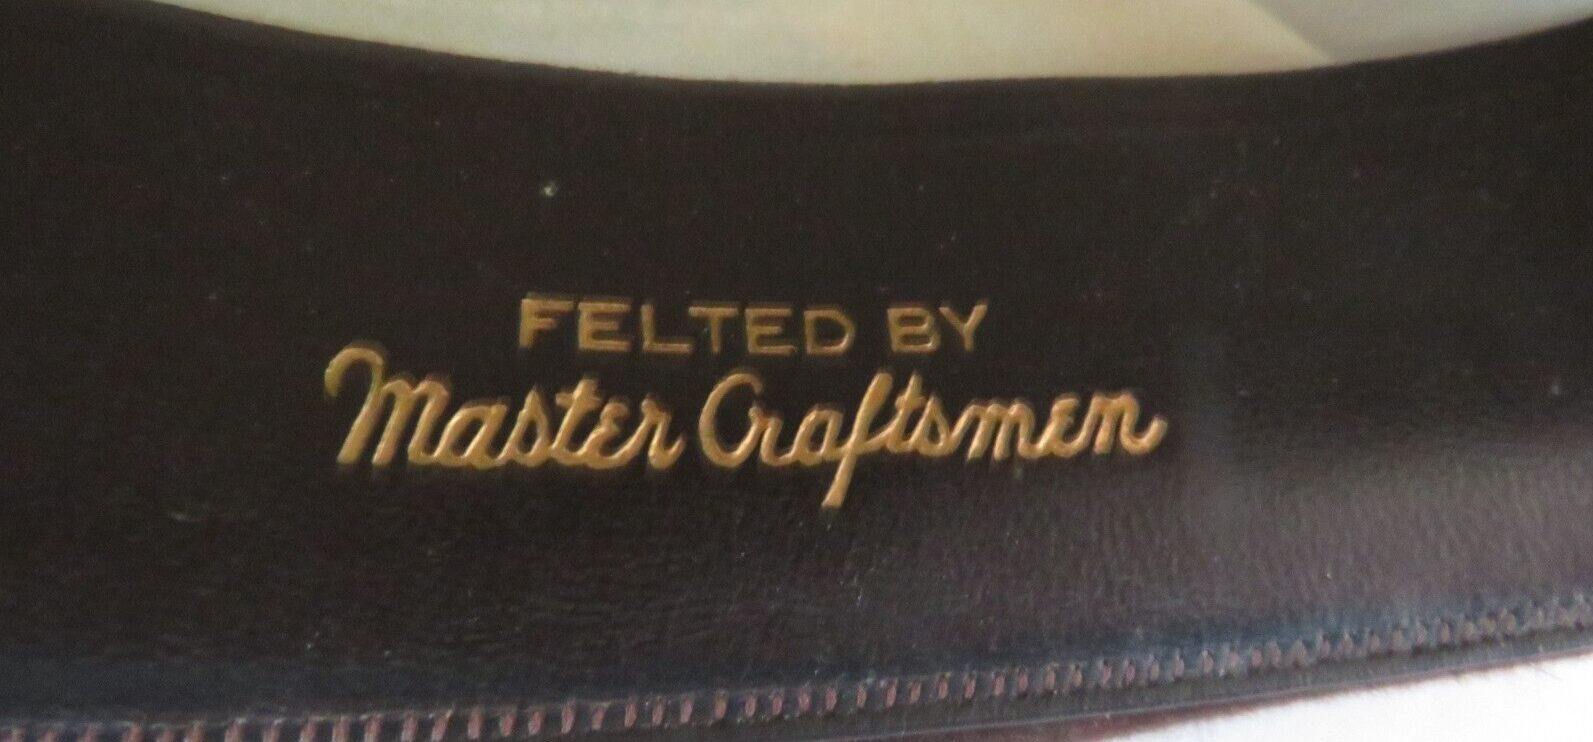 FELTED BY
Master Craftsmen